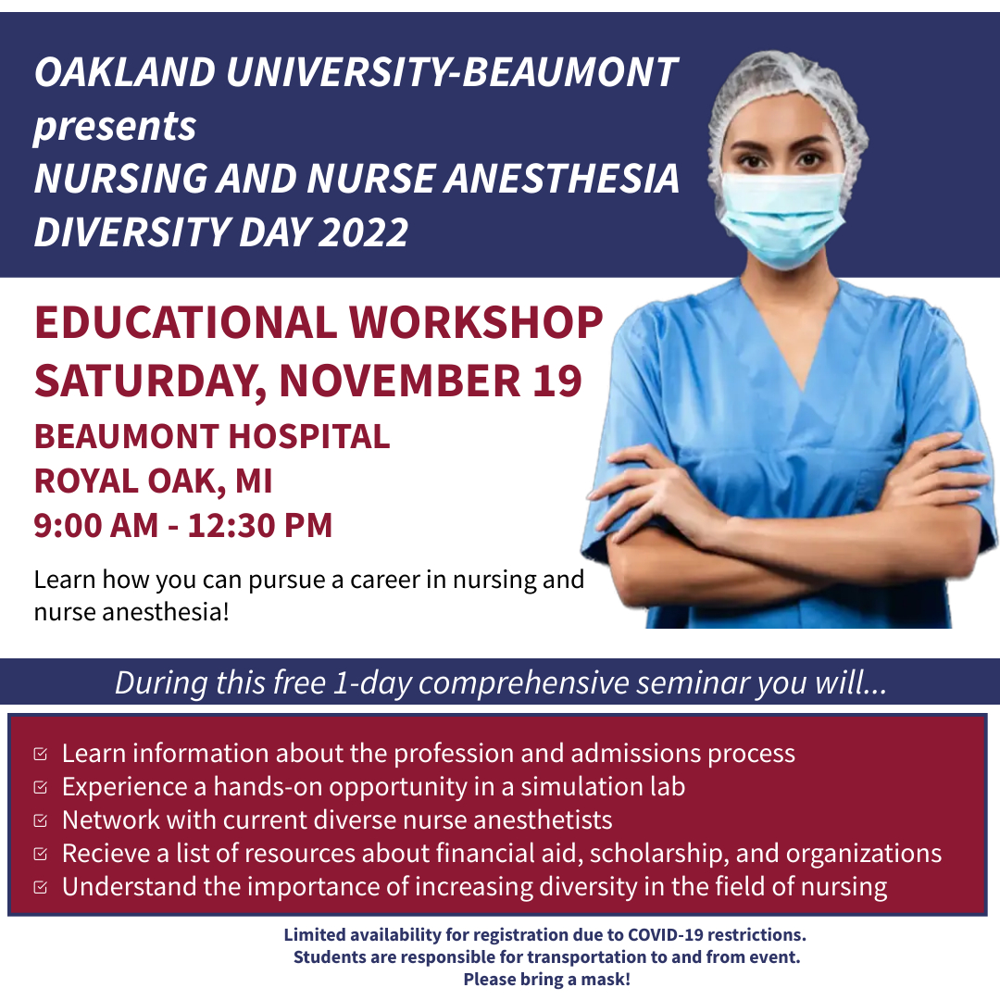 OAKLAND UNIVERSITY-BEAUMONT
presents
NURSING AND NURSE ANESTHESIA
DIVERSITY DAY 2022
EDUCATIONAL WORKSHOP
SATURDAY, NOVEMBER 19
BEAUMONT HOSPITAL
ROYAL OAK, MI
9:00 AM - 12:30 PM
Learn how you can pursue a career in nursing and
nurse anesthesia!
During this free 1-day comprehensive seminar you will...
Learn information about the profession and admissions process
Experience a hands-on opportunity in a simulation lab
Network with current diverse nurse anesthetists
Recieve a list of resources about financial aid, scholarship, and organizations
Understand the importance of increasing diversity in the field of nursing
Limited availability for registration due to COVID-19 restrictions.
Students are responsible for transportation to and from event.
Please bring a mask!